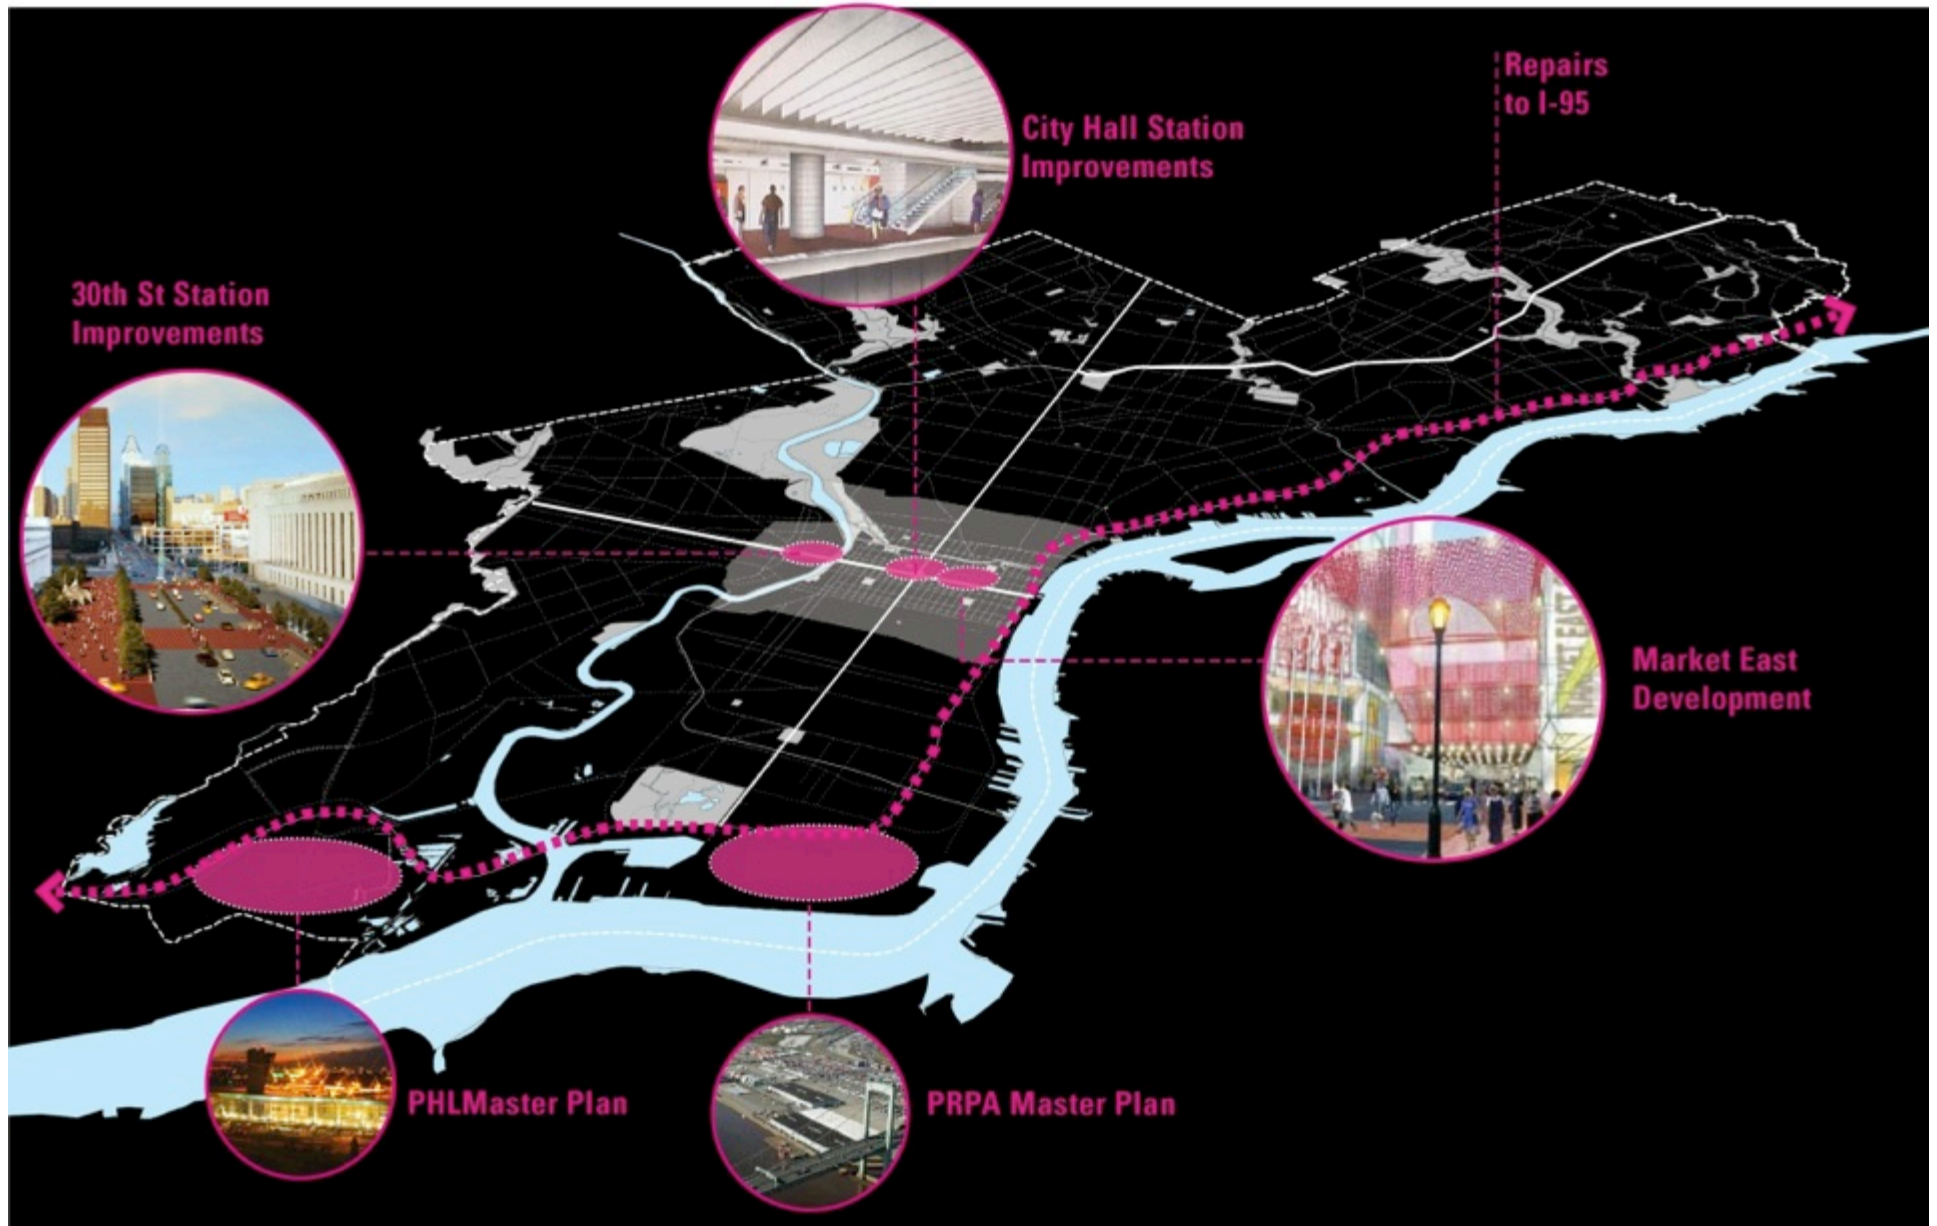 Repairs
to I-95
City Hall Station
Improvements
30th St Station
Improvements
Market East
Development
PHLMaster Plan
PRPA Master Plan